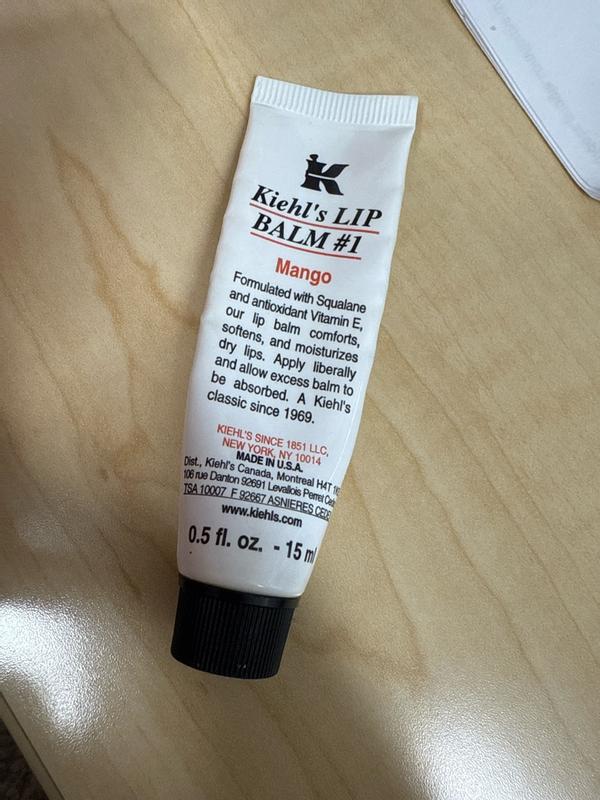 K
Kiehl's LIP
BALM #1
Mango
Formulated with Squalane
and antioxidant Vitamin E,
our lip balm comforts,
softens, and moisturizes
dry lips. Apply liberally
and allow excess balm to
be absorbed. A Kiehl's
classic since 1969.
KIEHL'S SINCE 1851 LLC,
NEW YORK, NY 10014
MADE IN U.S.A.
Dist., Kiehl's Canada, Montreal H4T
106 rue Danton 92691 Levallois Perret
TSA 10007 F 92667 ASNIERES
www.kiehls.com
0.5 fl. oz. - 15 ml